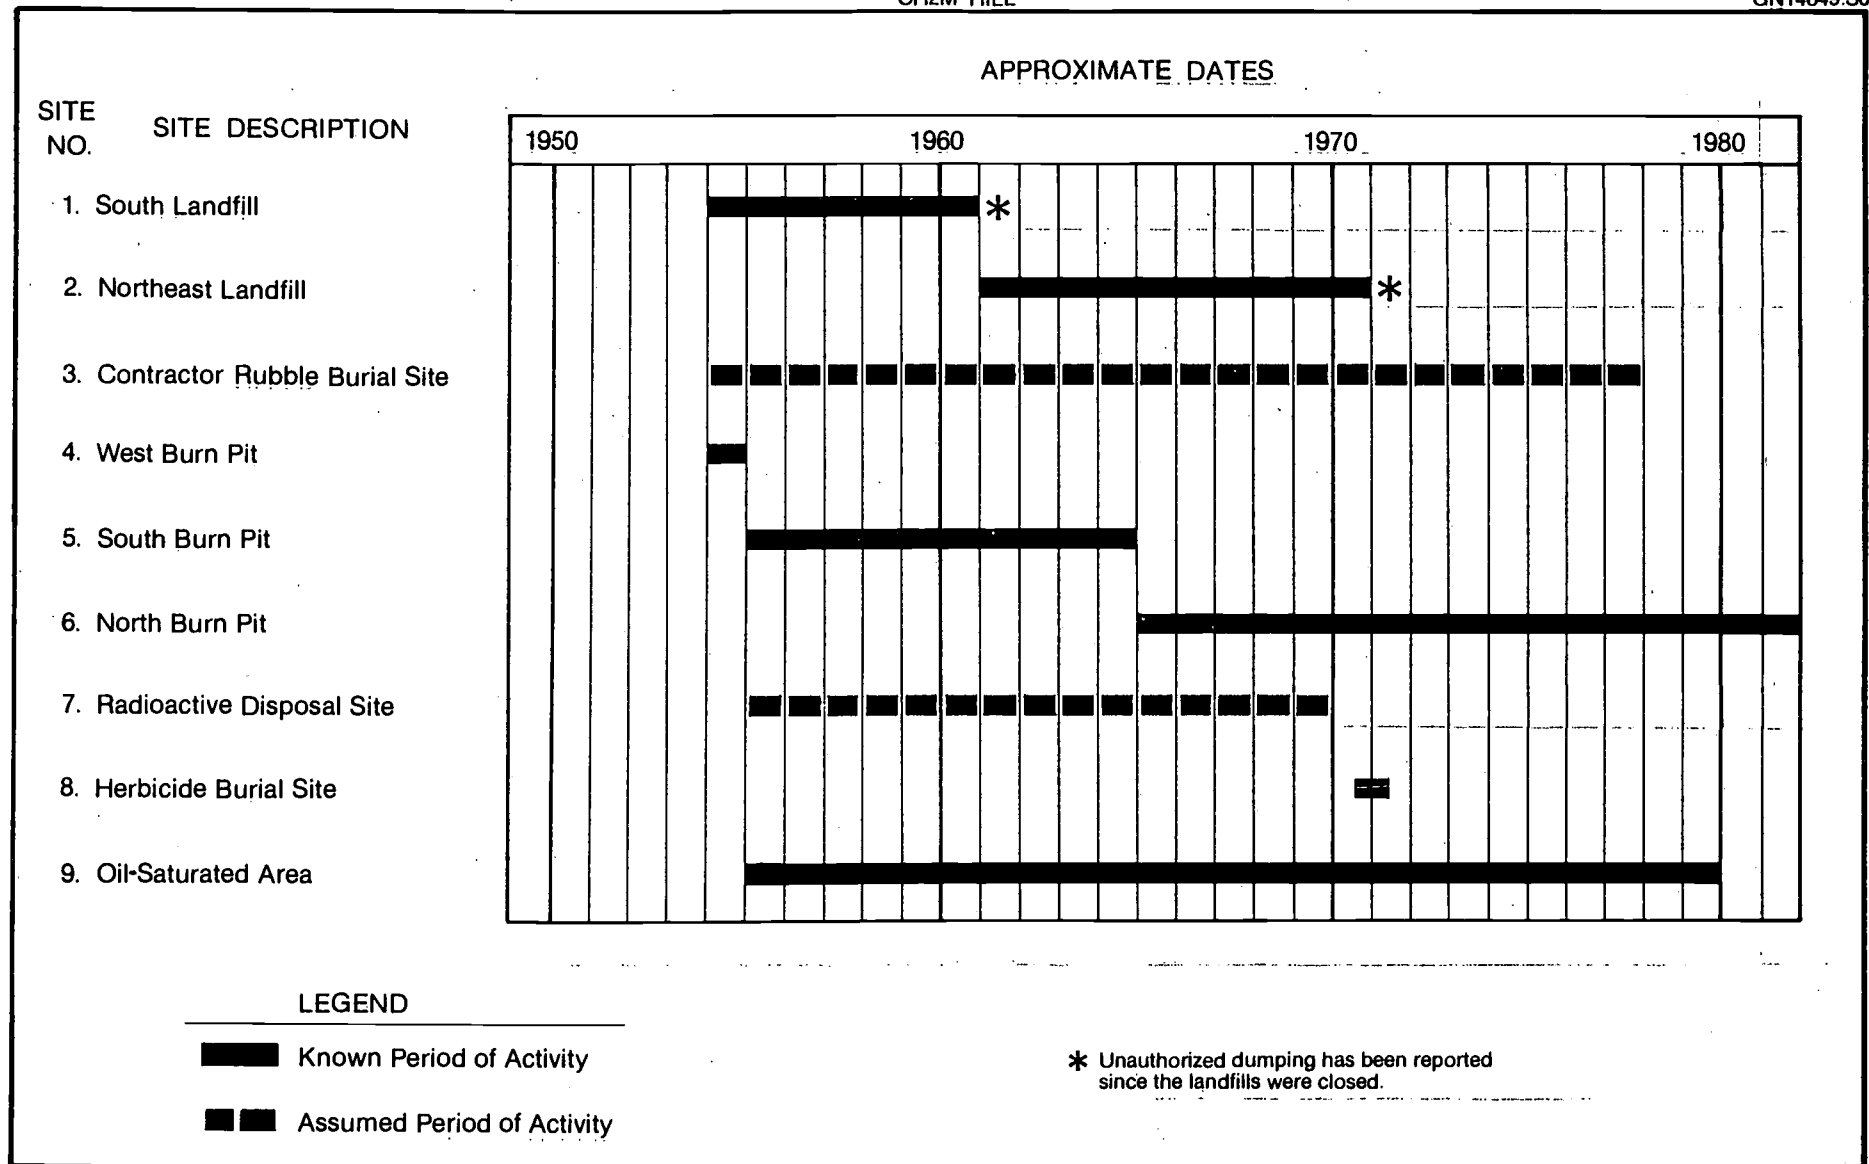 CH2M HILL
APPROXIMATE DATES
SITE NO. SITE DESCRIPTION
1950 1960 1970 1980
1. South Landfill *
2. Northeast Landfill *
3. Contractor Rubble Burial Site
4. West Burn Pit
5. South Burn Pit
6. North Burn Pit
7. Radioactive Disposal Site
8. Herbicide Burial Site
9. Oil-Saturated Area
LEGEND
Known Period of Activity
Assumed Period of Activity
* Unauthorized dumping has been reported
since the landfills were closed.